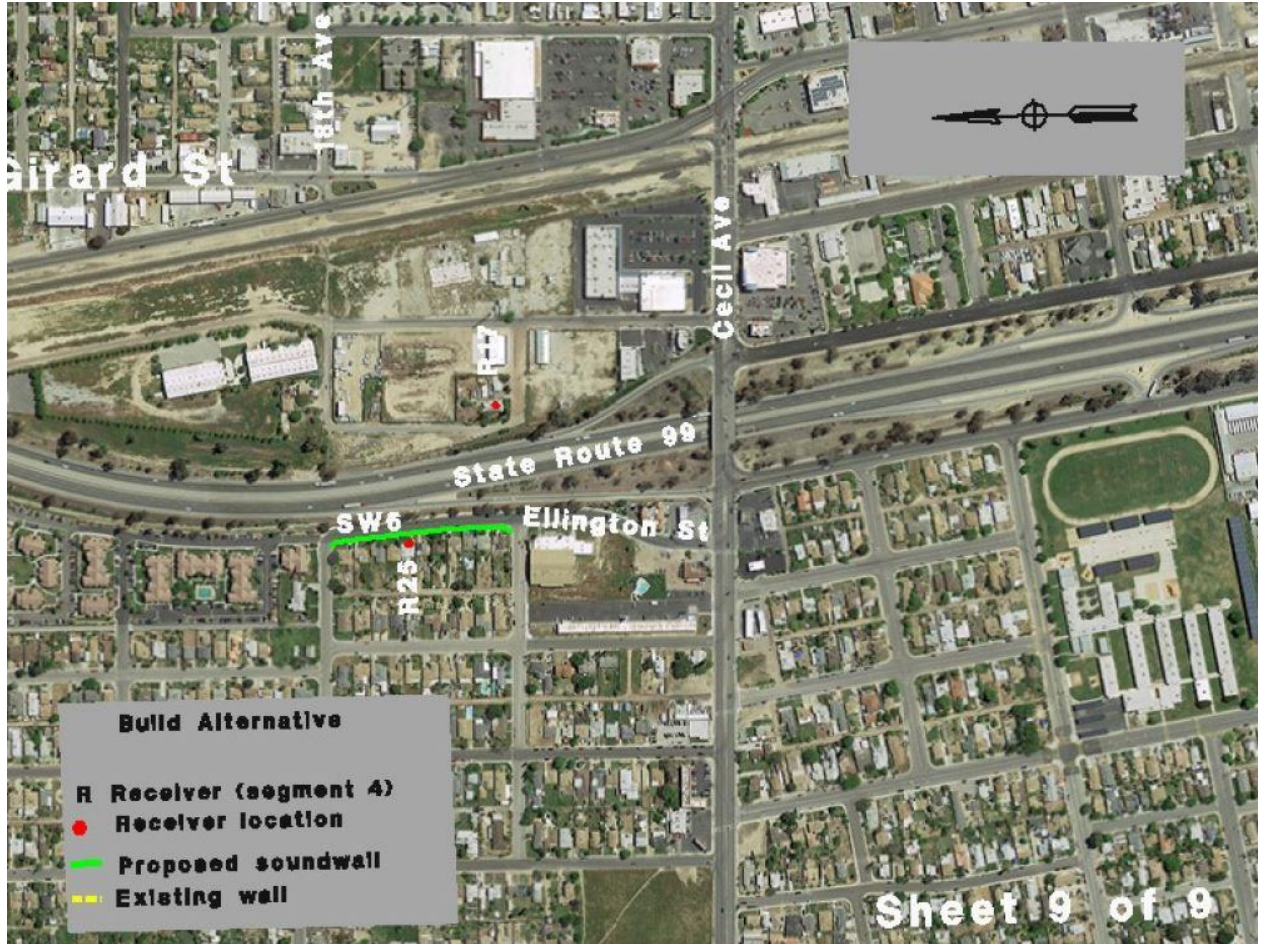 18th Ave
Girard St
Cecil Ave
R17
State Route 99
SW6
Ellington St
R25
Build Alternative
R Receiver (segment 4)
Receiver location
Proposed soundwall
Existing wall
Sheet 9 of 9